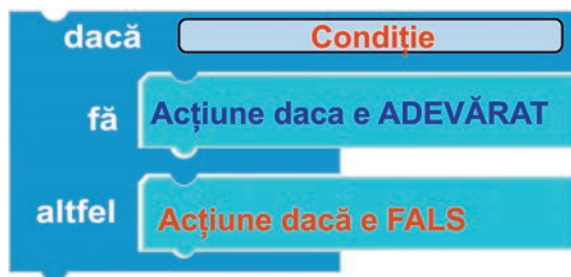 dacă Condiție
fă Acțiune daca e ADEVĂRAT
altfel Acțiune dacă e FALS